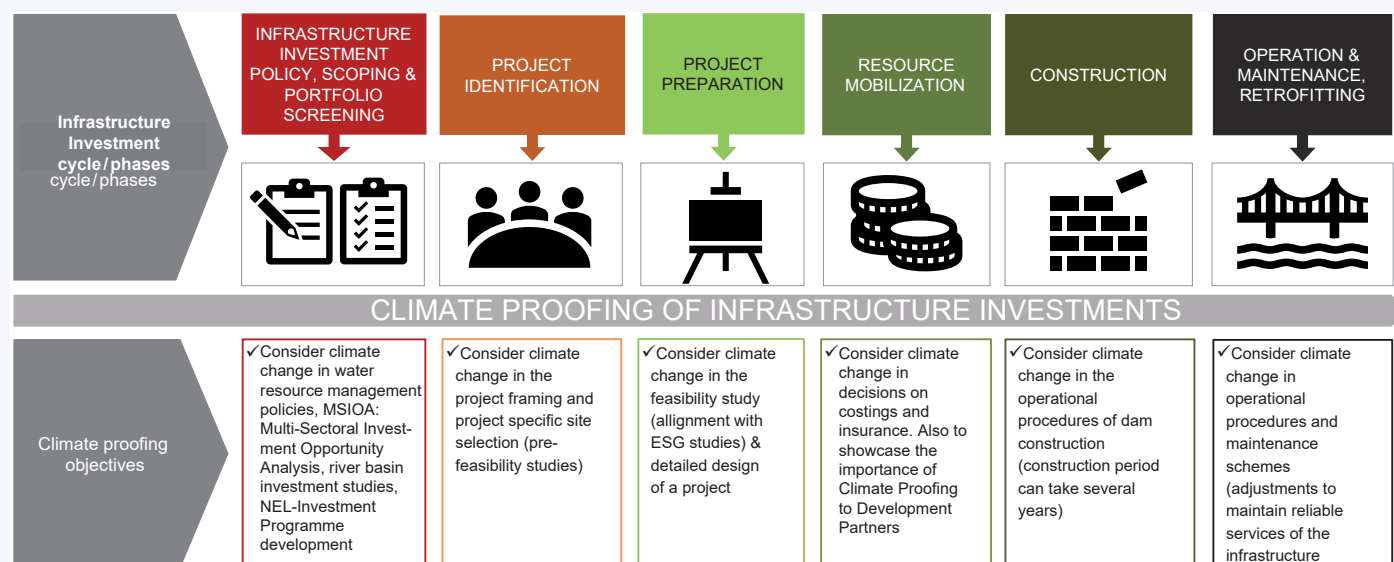 Infrastructure
Investment
cycle/phases
cycle/phases
INFRASTRUCTURE
INVESTMENT
POLICY, SCOPING &
PORTFOLIO
SCREENING
PROJECT
IDENTIFICATION
PROJECT
PREPARATION
RESOURCE
MOBILIZATION
CONSTRUCTION
OPERATION &
MAINTENANCE,
RETROFITTING
CLIMATE PROOFING OF INFRASTRUCTURE INVESTMENTS
Climate proofing
objectives
✓Consider climate
change in water
resource management
policies, MSIOA:
Multi-Sectoral Invest-
ment Opportunity
Analysis, river basin
investment studies,
NEL-Investment
Programme
development
✓Consider climate
change in the
project framing and
project specific site
selection (pre-
feasibility studies)
✓Consider climate
change in the
feasibility study
(allignment with
ESG studies) &
detailed design
of a project
✓Consider climate
change in
decisions on
costings and
insurance. Also to
showcase the
importance of
Climate Proofing
to Development
Partners
✓Consider climate
change in the
operational
procedures of dam
construction
(construction period
can take several
years)
✓Consider climate
change in
operational
procedures and
maintenance
schemes
(adjustments to
maintain reliable
services of the
infrastructure